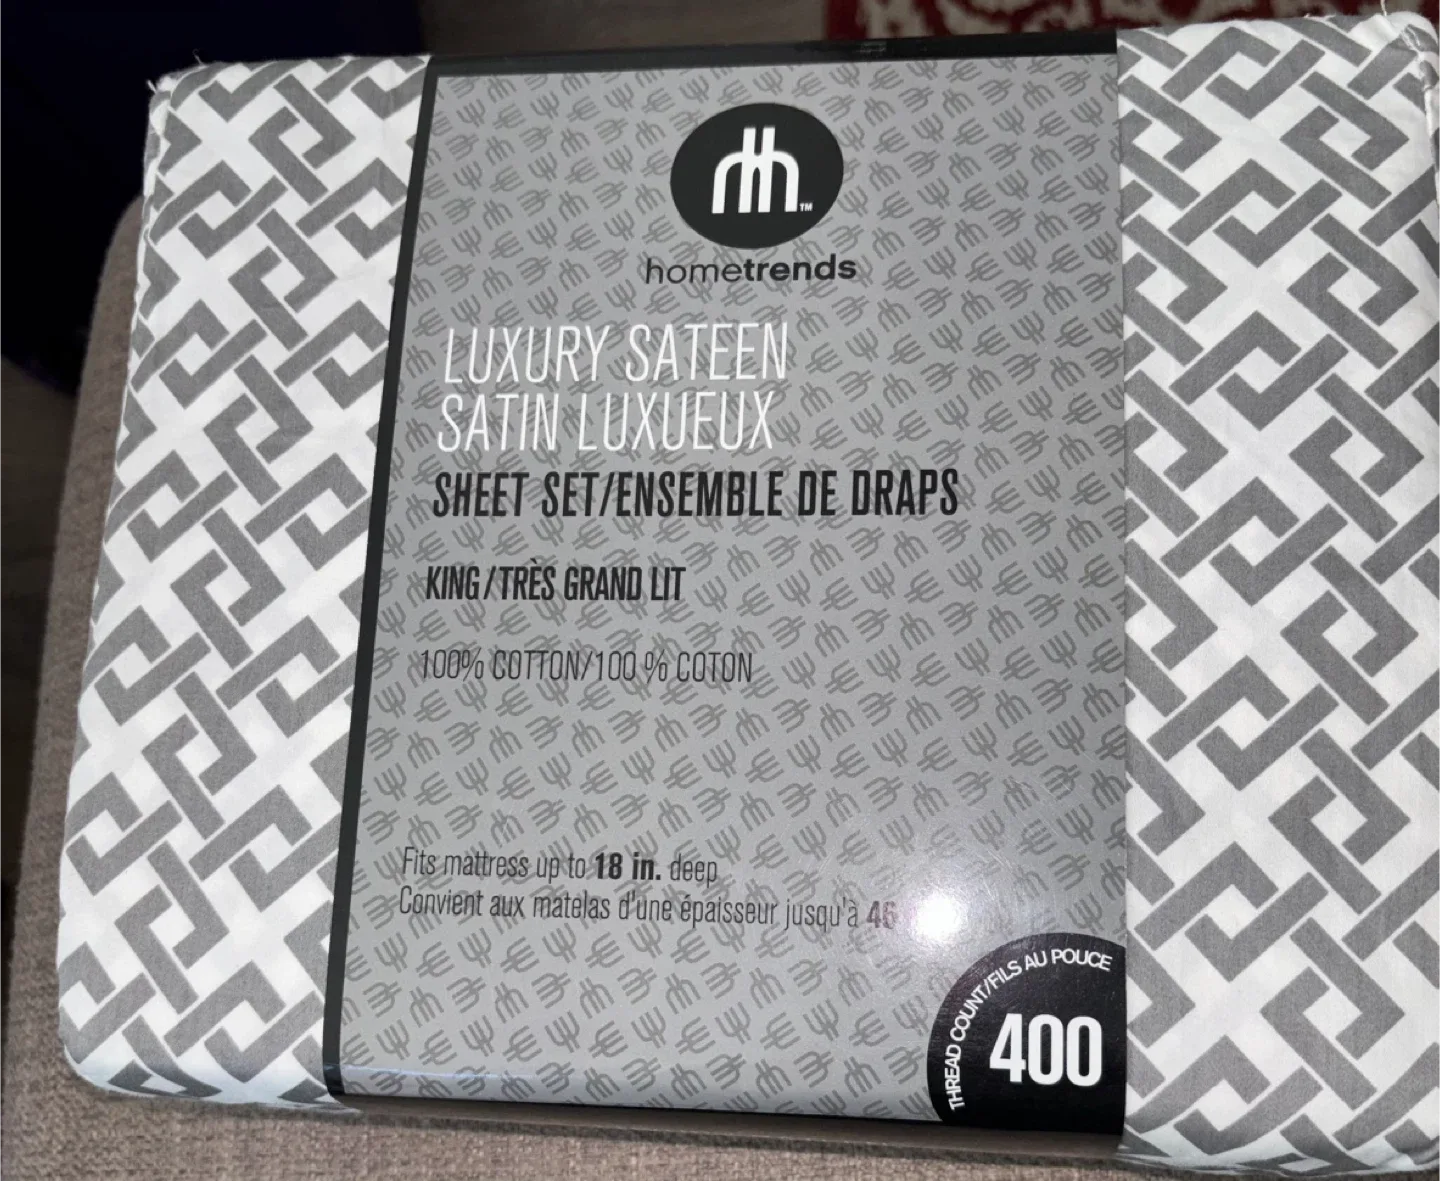 hometrends
LUXURY SATEEN
SATIN LUXUEUX
SHEET SET/ENSEMBLE DE DRAPS
KING/TRÈS GRAND LIT
100% COTTON/100 % COTON
Fits mattress up to 18 in. deep
Convient aux matelas d'une épaisseur jusqu'à 46
THREAD COUNT/FILS AU POUCE
400